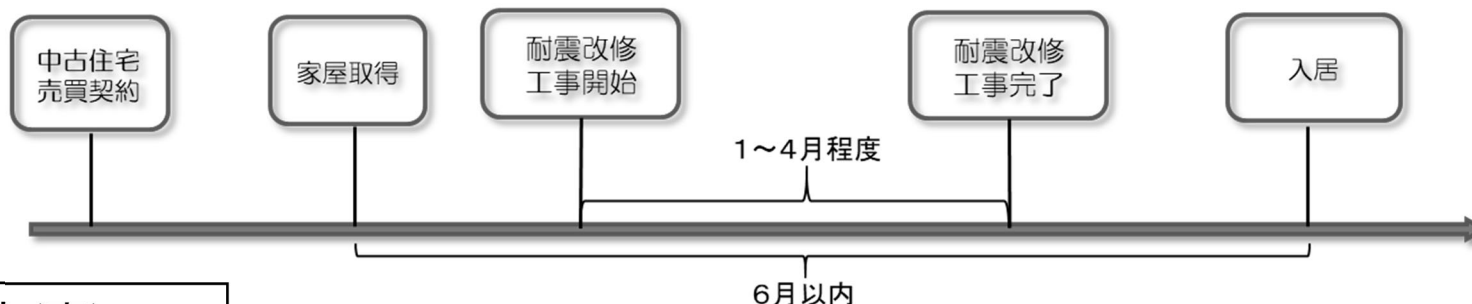 中古住宅
売買契約
家屋取得
耐震改修
工事開始
耐震改修
工事完了
入居
1～4月程度
6月以内